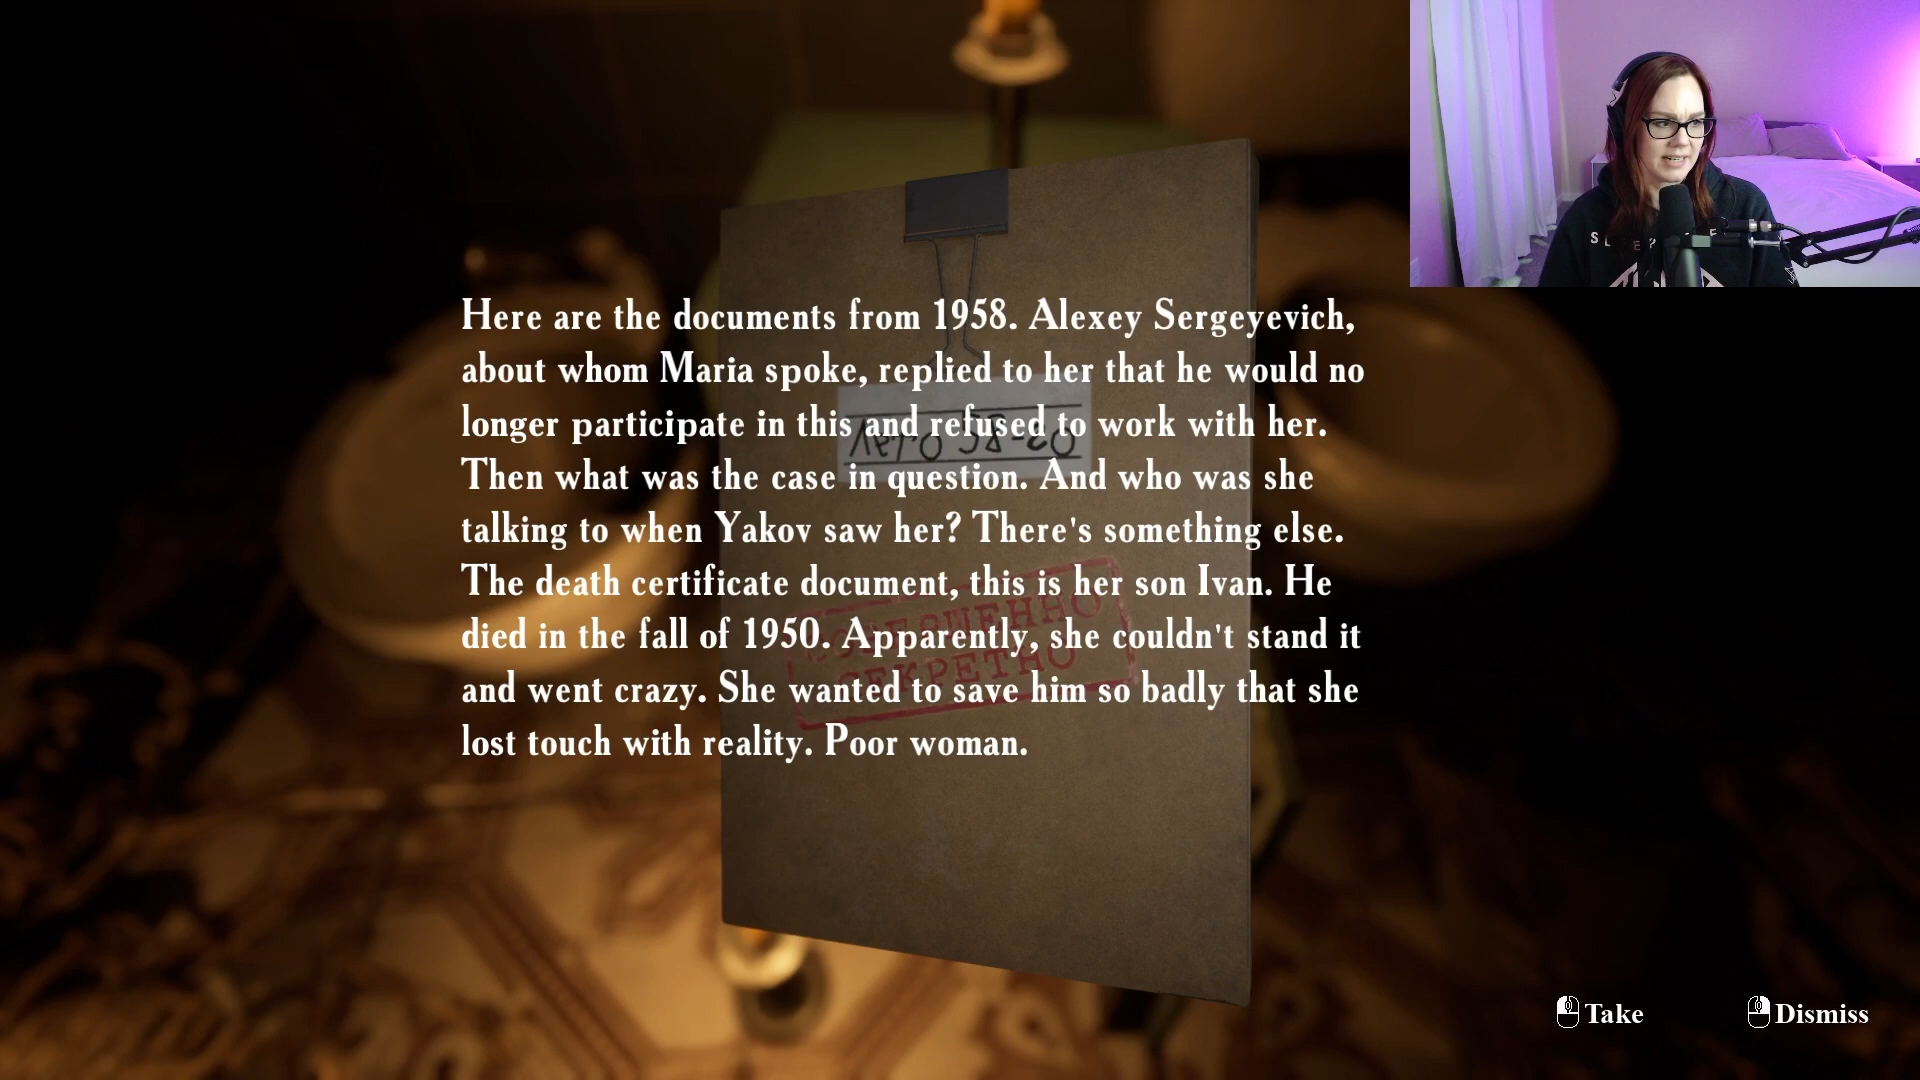 Here are the documents from 1958. Alexey Sergeyevich,
about whom Maria spoke, replied to her that he would no
longer participate in this and refused to work with her.
Then what was the case in question. And who was she
talking to when Yakov saw her? There's something else.
The death certificate document, this is her son Ivan. He
died in the fall of 1950. Apparently, she couldn't stand it
and went crazy. She wanted to save him so badly that she
lost touch with reality. Poor woman.
СОВЕРШЕННО
СЕКРЕТНО
Take
Dismiss